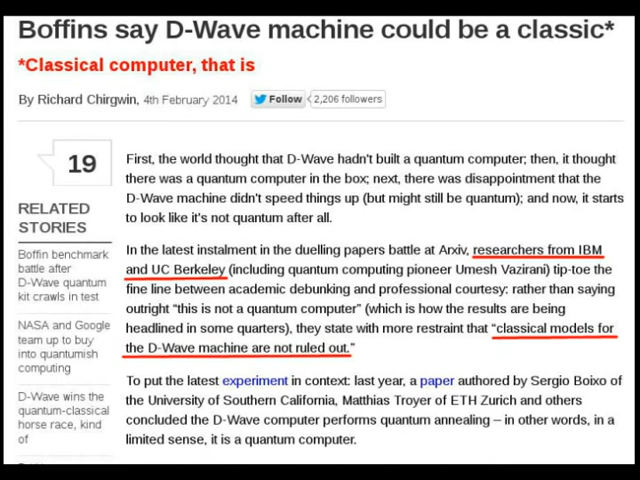 Boffins say D-Wave machine could be a classic*
*Classical computer, that is
By Richard Chirgwin, 4th February 2014 Follow 2,206 followers
19
RELATED
STORIES
Boffin benchmark
battle after
D-Wave quantum
kit crawls in test
NASA and Google
team up to buy
into quantumish
computing
D-Wave wins the
quantum-classical
horse race, kind
of
First, the world thought that D-Wave hadn't built a quantum computer; then, it thought
there was a quantum computer in the box; next, there was disappointment that the
D-Wave machine didn't speed things up (but might still be quantum); and now, it starts
to look like it's not quantum after all.
In the latest instalment in the duelling papers battle at Arxiv, researchers from IBM
and UC Berkeley (including quantum computing pioneer Umesh Vazirani) tip-toe the
fine line between academic debunking and professional courtesy: rather than saying
outright “this is not a quantum computer” (which is how the results are being
headlined in some quarters), they state with more restraint that “classical models for
the D-Wave machine are not ruled out.”
To put the latest experiment in context: last year, a paper authored by Sergio Boixo of
the University of Southern California, Matthias Troyer of ETH Zurich and others
concluded the D-Wave computer performs quantum annealing – in other words, in a
limited sense, it is a quantum computer.